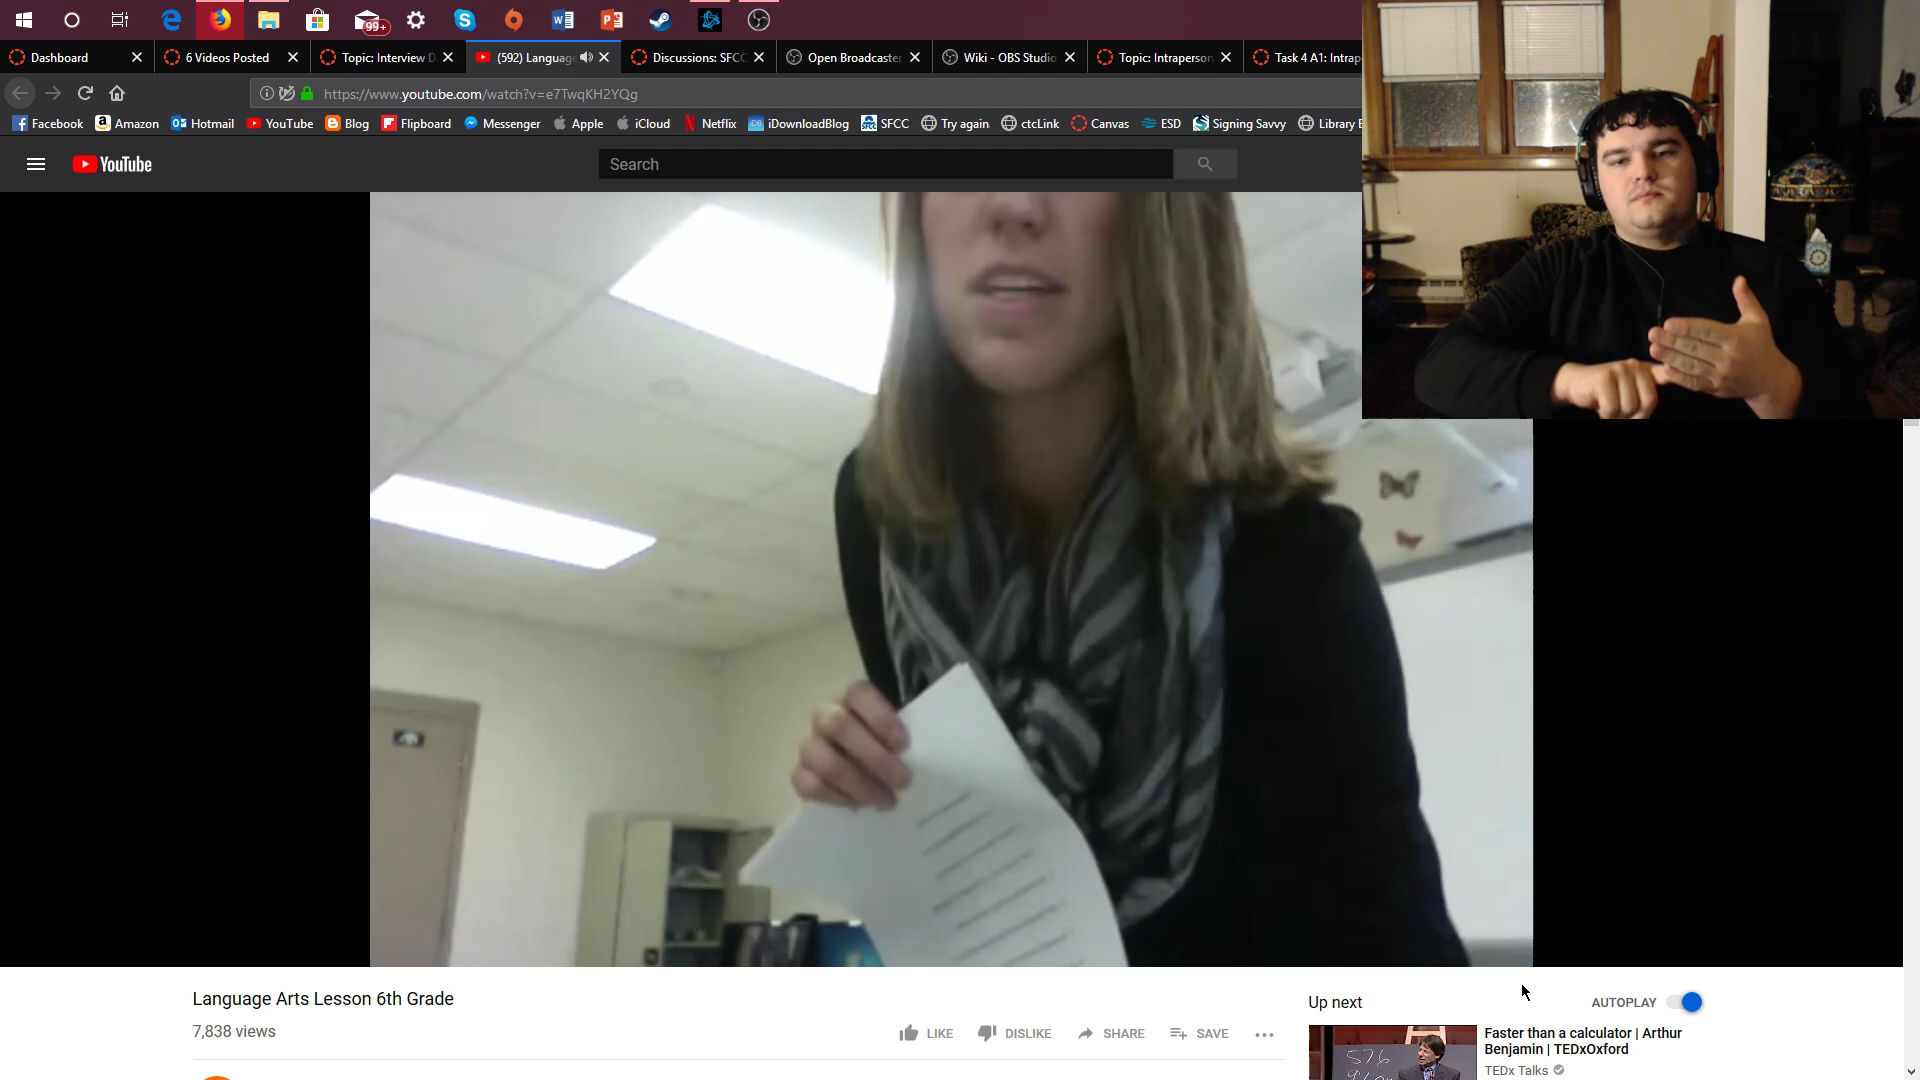 99+
Dashboard
6 Videos Posted
Topic: Interview D
(592) Languag
Discussions: SFCC
Open Broadcaster
Wiki - OBS Studio
Topic: Intraperson
Task 4 A1: Intrap
https://www.youtube.com/watch?v=e7TwqKH2YQg
Facebook Amazon Hotmail YouTube Blog Flipboard Messenger Apple iCloud Netflix iDownloadBlog SFCC Try again ctcLink Canvas ESD Signing Savvy Library E
YouTube
Search
Language Arts Lesson 6th Grade
7,838 views
LIKE DISLIKE SHARE SAVE
Up next
AUTOPLAY
Faster than a calculator | Arthur
Benjamin | TEDxOxford
TEDx Talks
576